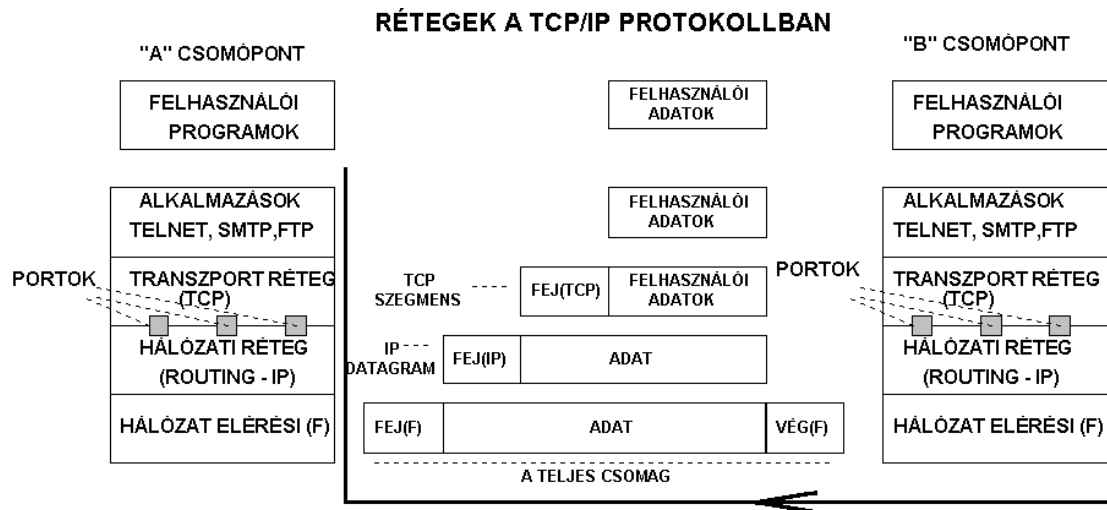 RÉTEGEK A TCP/IP PROTOKOLLBAN
"A" CSOMÓPONT
"B" CSOMÓPONT
FELHASZNÁLÓI
PROGRAMOK
FELHASZNÁLÓI
ADATOK
FELHASZNÁLÓI
PROGRAMOK
ALKALMAZÁSOK
TELNET, SMTP,FTP
FELHASZNÁLÓI
ADATOK
ALKALMAZÁSOK
TELNET, SMTP,FTP
PORTOK
TRANSZPORT RÉTEG
(TCP)
TCP
SZEGMENS
FEJ(TCP)
FELHASZNÁLÓI
ADATOK
PORTOK
TRANSZPORT RÉTEG
(TCP)
HÁLÓZATI RÉTEG
(ROUTING - IP)
IP
DATAGRAM
FEJ(IP)
ADAT
HÁLÓZATI RÉTEG
(ROUTING - IP)
HÁLÓZAT ELÉRÉSI (F)
FEJ(F)
ADAT
VÉG(F)
HÁLÓZAT ELÉRÉSI (F)
A TELJES CSOMAG